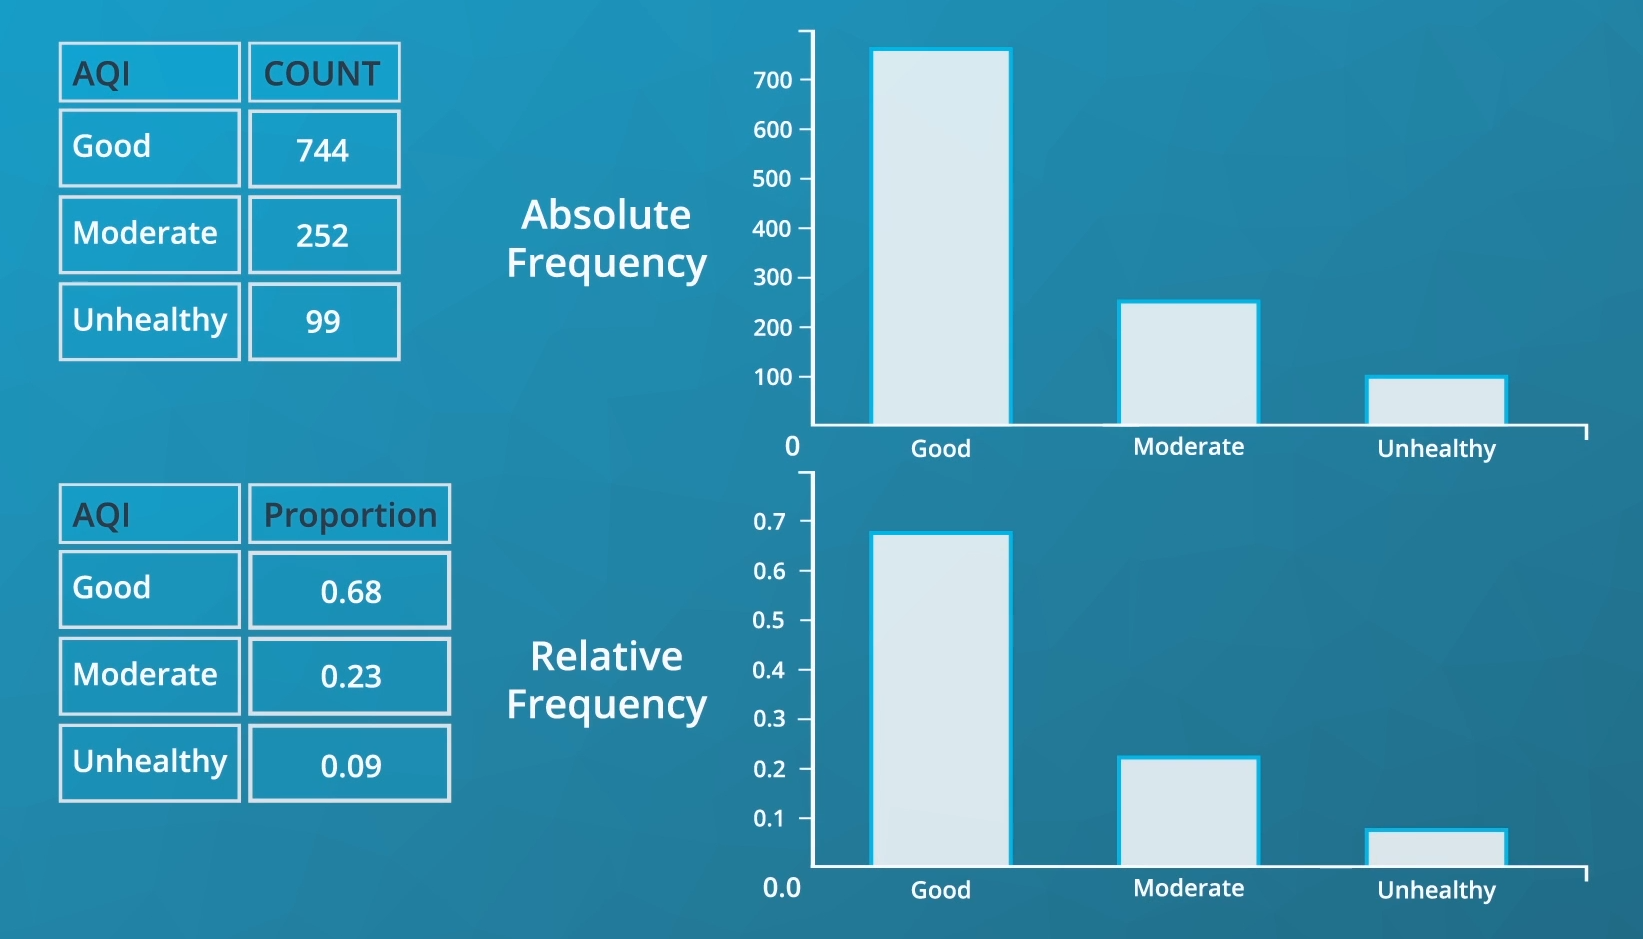 AQI COUNT
Good 744
Moderate 252
Unhealthy 99
Absolute
Frequency
700
600
500
400
300
200
100
0
Good Moderate Unhealthy
AQI Proportion
Good 0.68
Moderate 0.23
Unhealthy 0.09
Relative
Frequency
0.7
0.6
0.5
0.4
0.3
0.2
0.1
0.0
Good Moderate Unhealthy